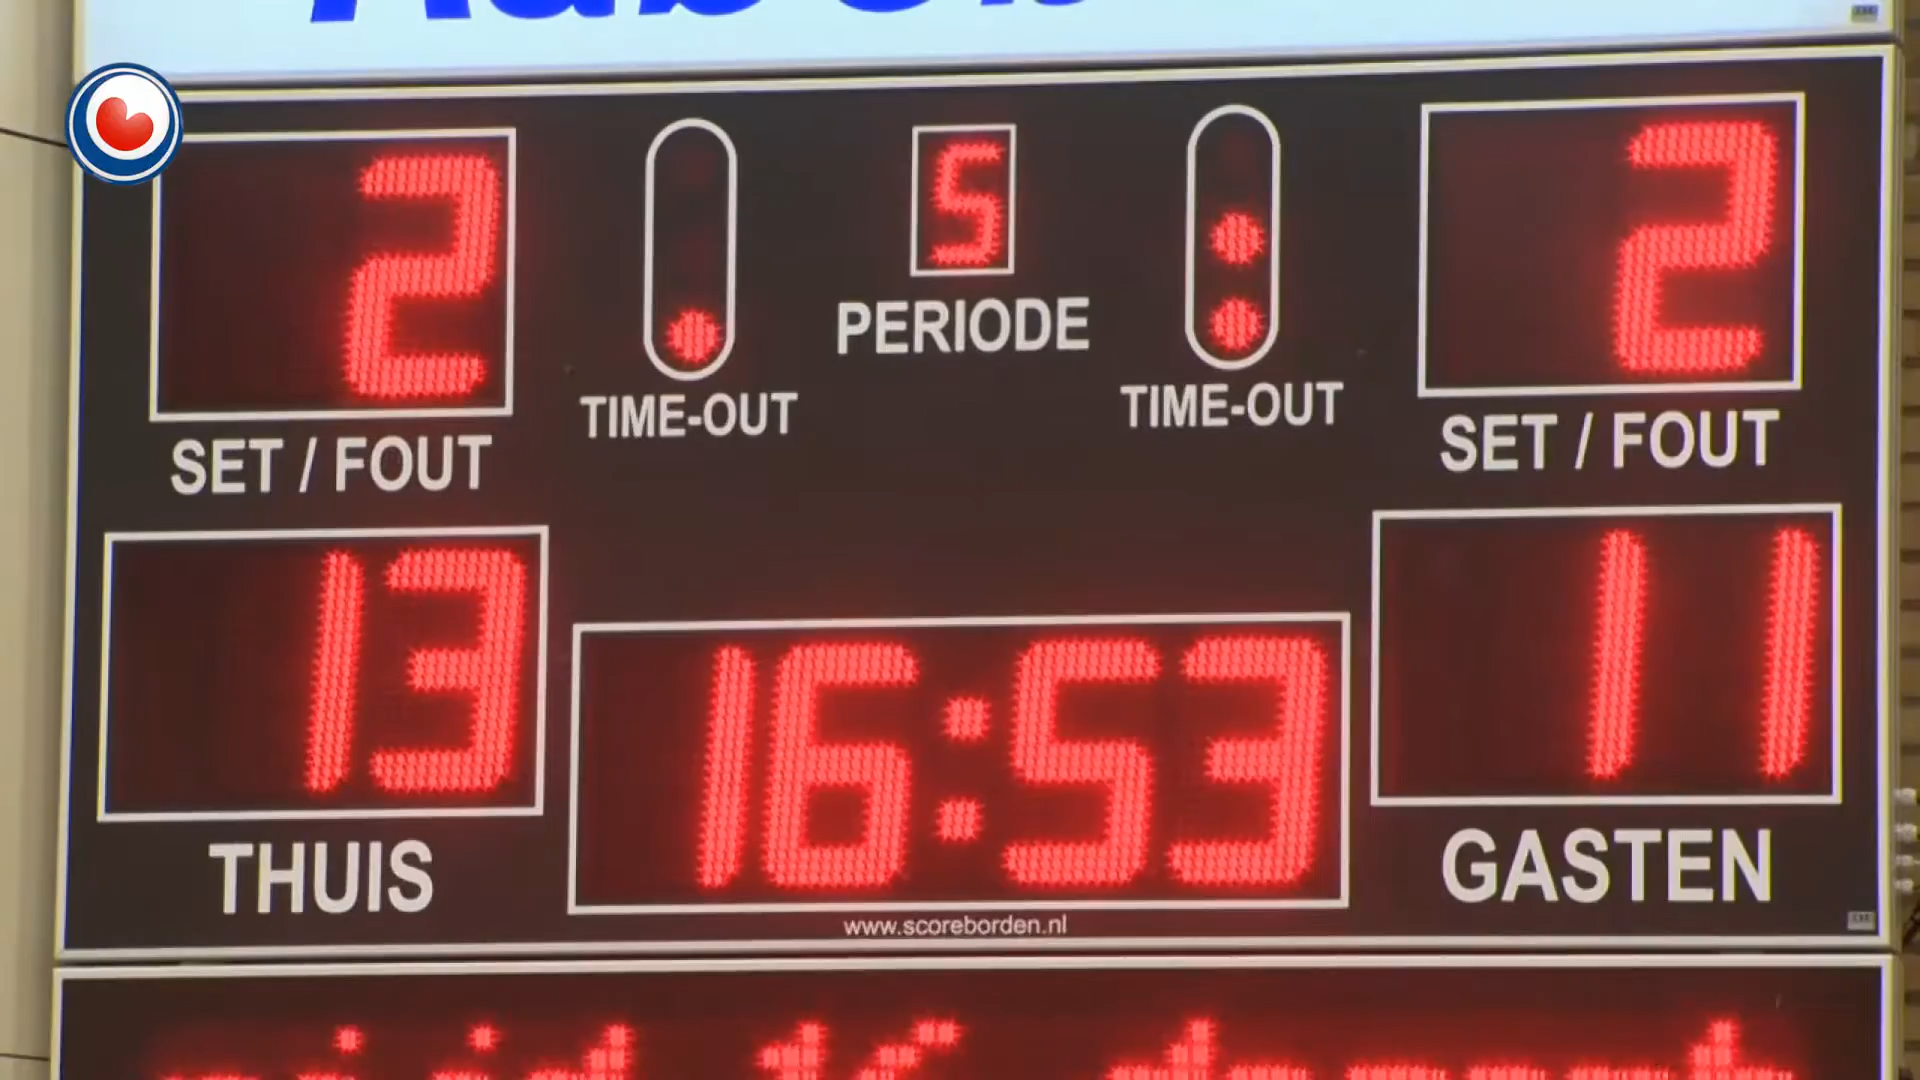 2 5 2
PERIODE
TIME-OUT TIME-OUT
SET / FOUT SET / FOUT
13 16:53 11
THUIS GASTEN
www.scoreborden.nl